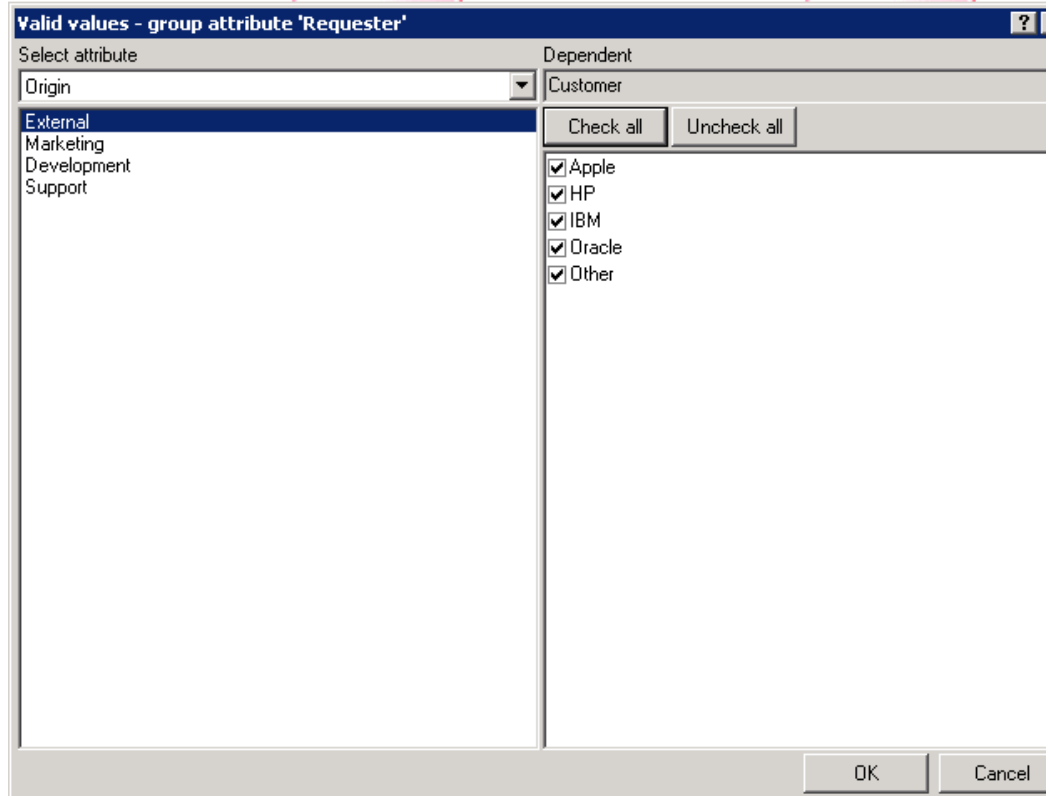 Valid values - group attribute 'Requester'
?
Select attribute
Dependent
Origin
Customer
External
Marketing
Development
Support
Check all
Uncheck all
Apple
HP
IBM
Oracle
Other
OK
Cancel